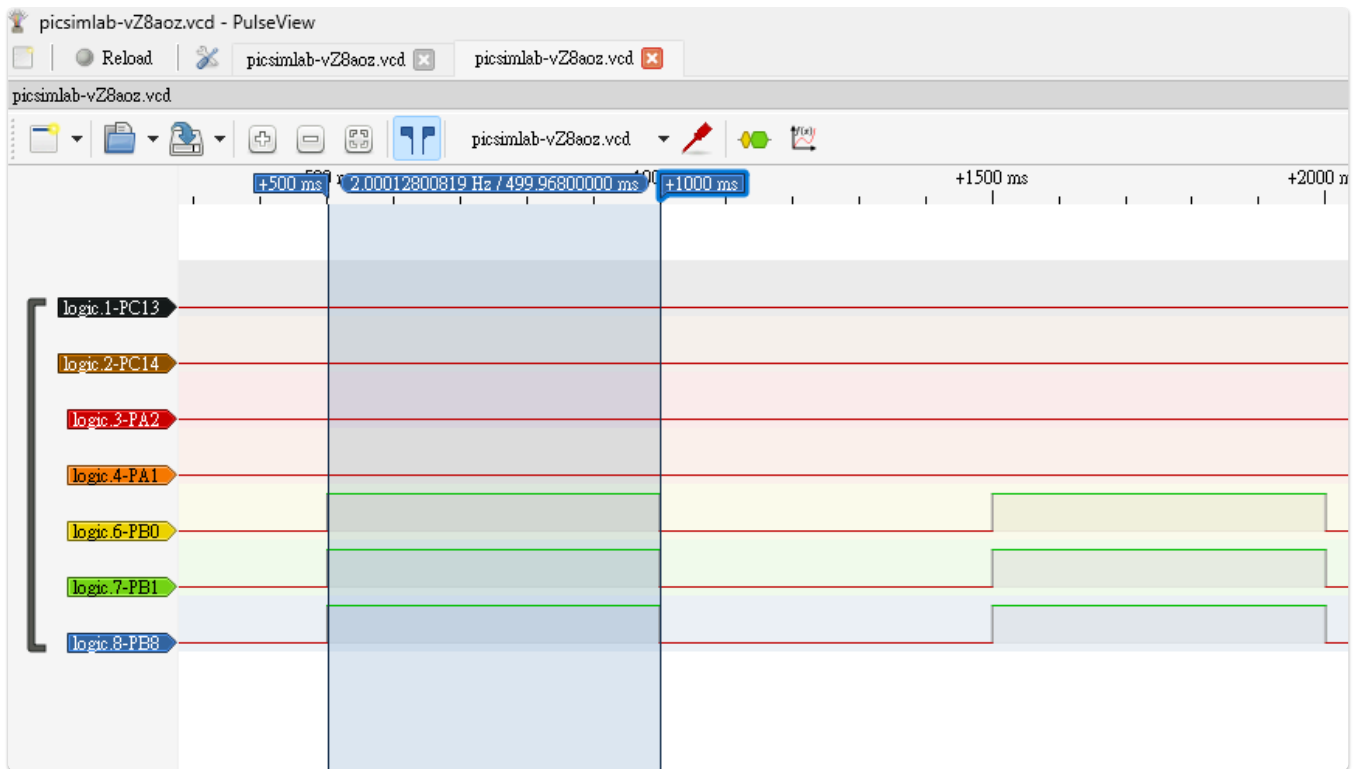 picsimlab-vZ8aoz.vcd - PulseView
Reload picsimlab-vZ8aoz.vcd picsimlab-vZ8aoz.vcd
picsimlab-vZ8aoz.vcd
picsimlab-vZ8aoz.vcd
+500 ms 2.00012800819 Hz / 499.96800000 ms +1000 ms +1500 ms +2000
logic.1-PC13
logic.2-PC14
logic.3-PA2
logic.4-PA1
logic.6-PB0
logic.7-PB1
logic.8-PB8